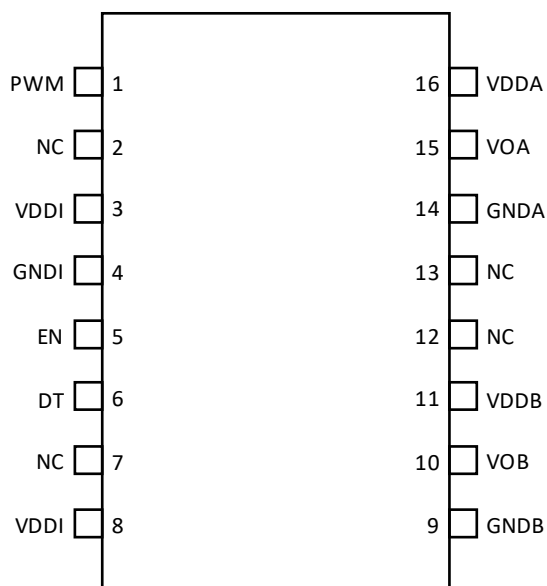 PWM 1 16 VDDA
NC 2 15 VOA
VDDI 3 14 GNDA
GNDI 4 13 NC
EN 5 12 NC
DT 6 11 VDDB
NC 7 10 VOB
VDDI 8 9 GNDB